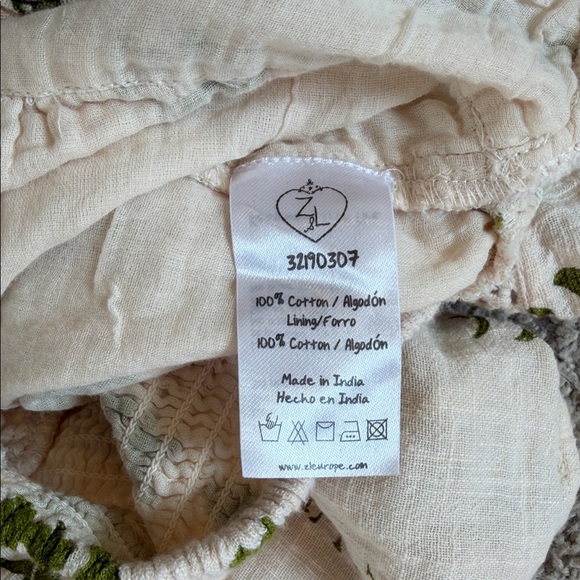 Z&L
32190307
100% Cotton / Algodón
Lining/Forro
100% Cotton / Algodón
Made in India
Hecho en India
www.zleurope.com